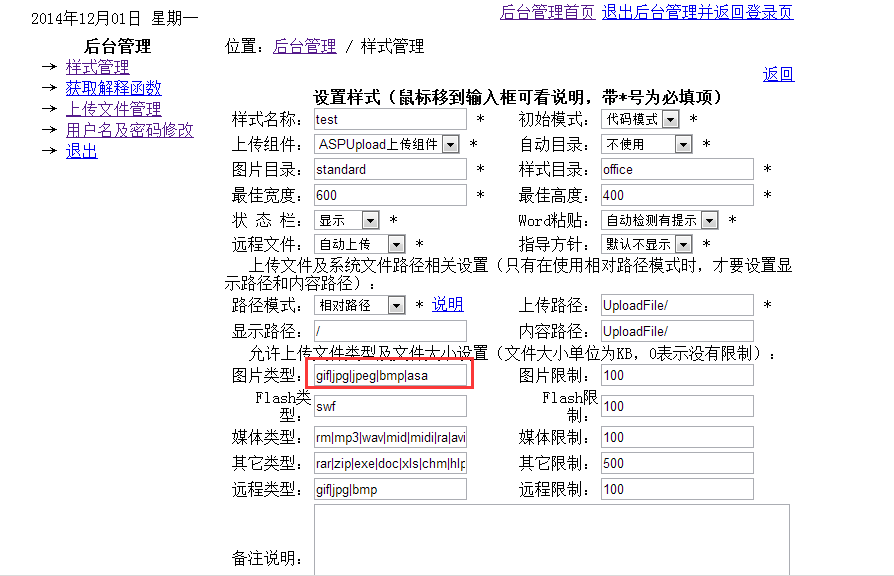 2014年12月01日 星期一
后台管理首页 退出后台管理并返回登录页
后台管理
→ 样式管理
→ 获取解释函数
→ 上传文件管理
→ 用户名及密码修改
→ 退出
位置：后台管理 / 样式管理
返回
设置样式（鼠标移到输入框可看说明，带*号为必填项）
样式名称： test * 初始模式： 代码模式 *
上传组件： ASPUpload上传组件 * 自动目录： 不使用 *
图片目录： standard * 样式目录： office *
最佳宽度： 600 * 最佳高度： 400 *
状 态 栏： 显示 * Word粘贴： 自动检测有提示 *
远程文件： 自动上传 * 指导方针： 默认不显示 *
上传文件及系统文件路径相关设置（只有在使用相对路径模式时，才要设置显
示路径和内容路径）：
路径模式： 相对路径 * 说明 上传路径： UploadFile/ *
显示路径： / 内容路径： UploadFile/
允许上传文件类型及文件大小设置（文件大小单位为KB，0表示没有限制）：
图片类型： gif|jpg|jpeg|bmp|asa 图片限制： 100
Flash类型： swf Flash限制： 100
媒体类型： rm|mp3|wav|mid|midi|ra|avi 媒体限制： 100
其它类型： rar|zip|exe|doc|xls|chm|hlp 其它限制： 500
远程类型： gif|jpg|bmp 远程限制： 100
备注说明：